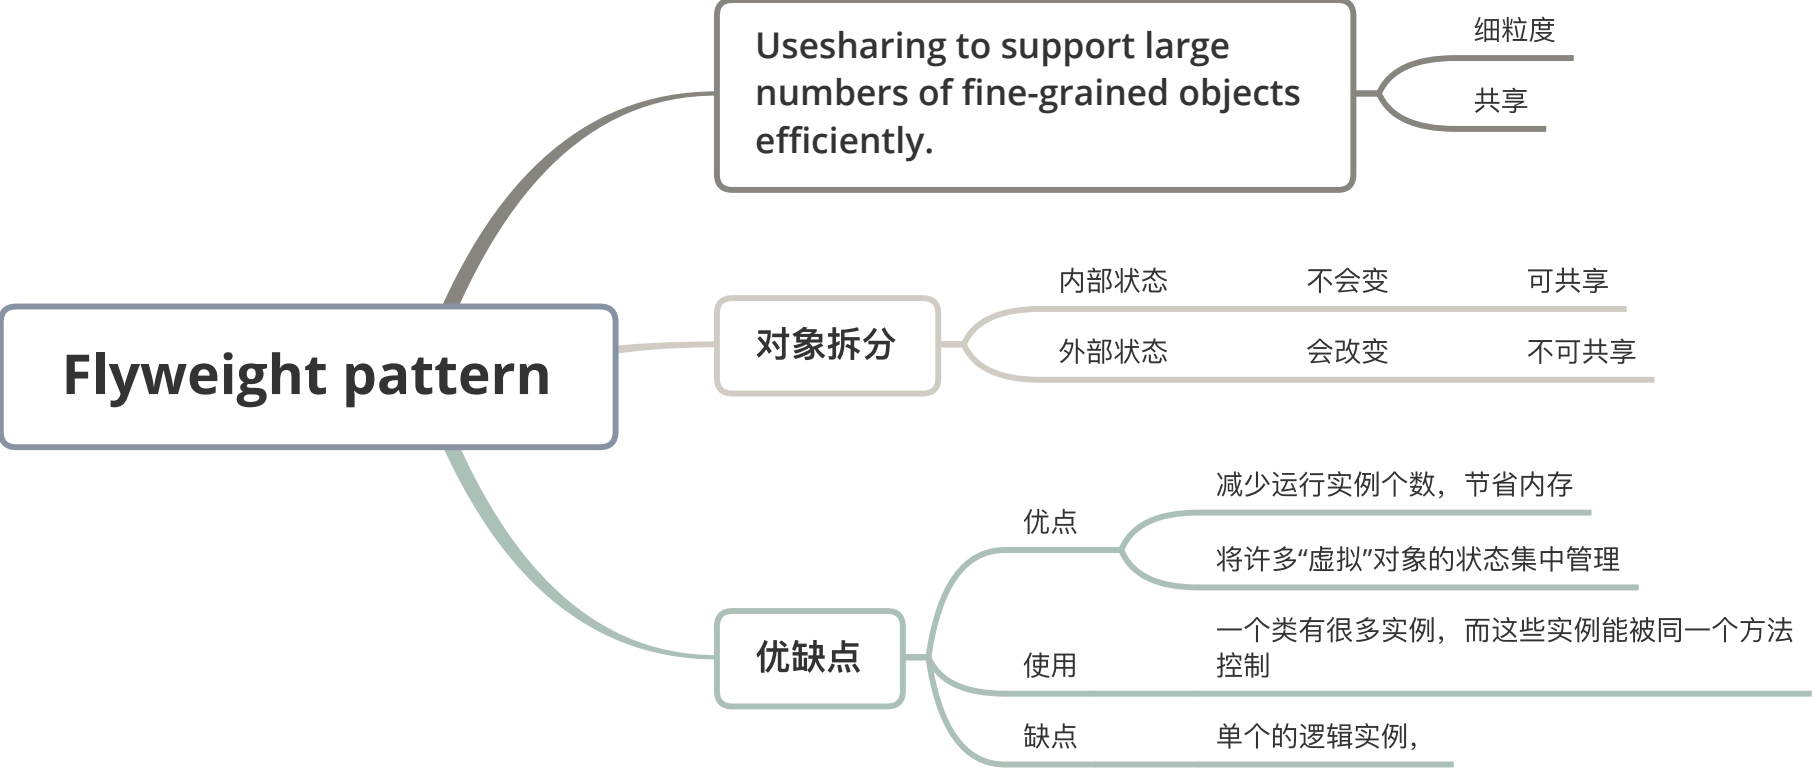 Usesharing to support large
numbers of fine-grained objects
efficiently.
细粒度
共享
Flyweight pattern
对象拆分
内部状态 不会变 可共享
外部状态 会改变 不可共享
优缺点
优点
减少运行实例个数，节省内存
将许多“虚拟”对象的状态集中管理
使用
一个类有很多实例，而这些实例能被同一个方法
控制
缺点 单个的逻辑实例，